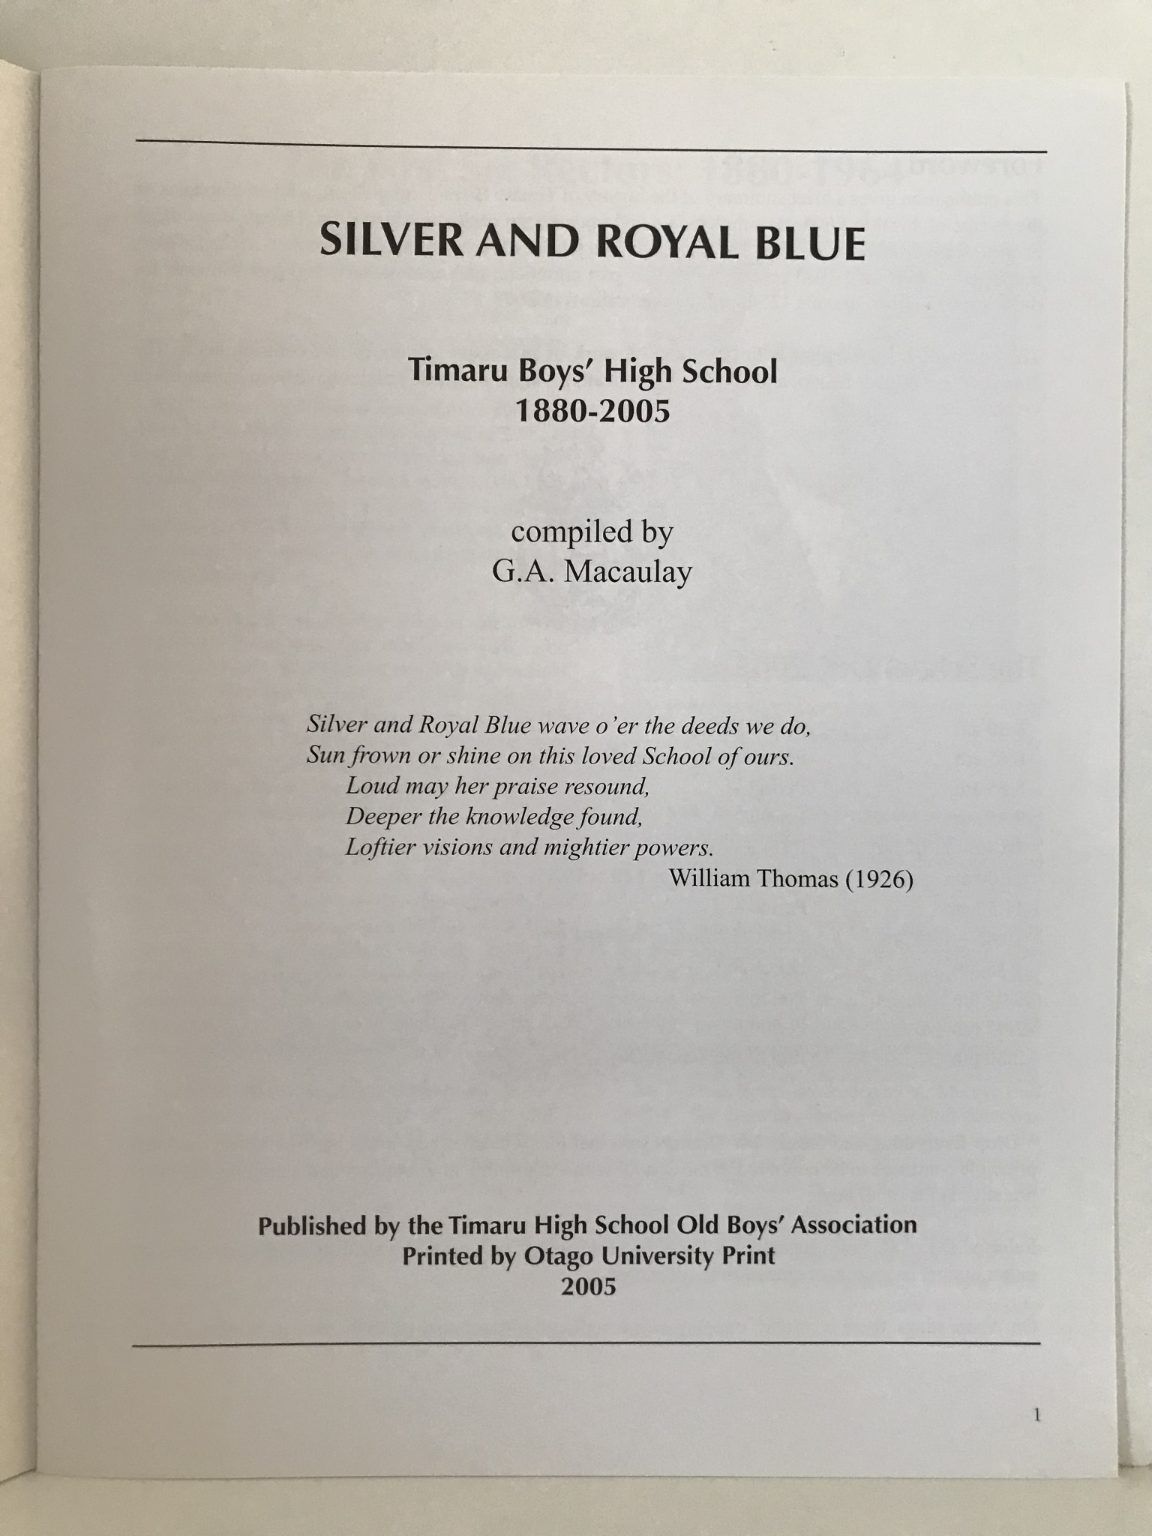 SILVER AND ROYAL BLUE
Timaru Boys' High School
1880-2005
compiled by
G.A. Macaulay
Silver and Royal Blue wave o'er the deeds we do,
Sun frown or shine on this loved School of ours.
Loud may her praise resound,
Deeper the knowledge found,
Loftier visions and mightier powers.
William Thomas (1926)
Published by the Timaru High School Old Boys' Association
Printed by Otago University Print
2005
1